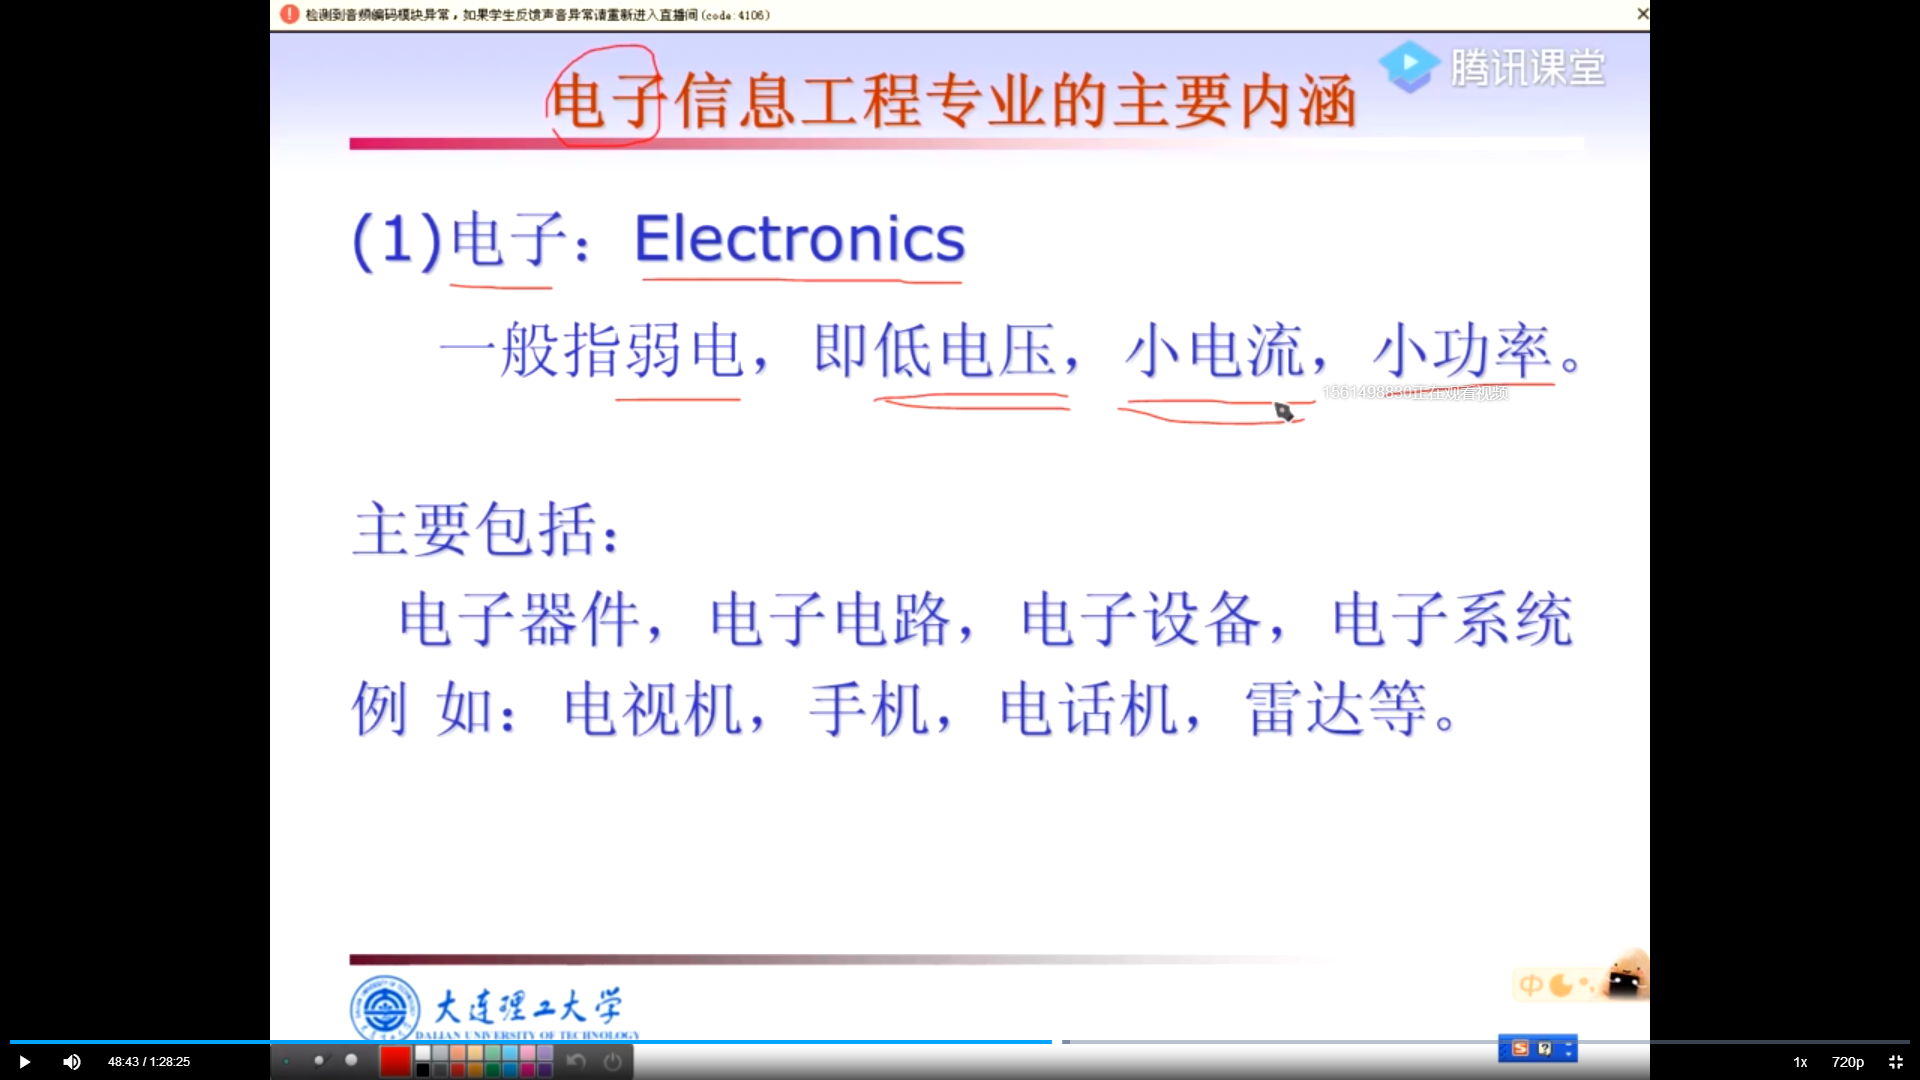 检测到音频编码模块异常，如果学生反馈声音异常请重新进入直播间(code:4106)
腾讯课堂
电子信息工程专业的主要内涵
(1)电子：Electronics
一般指弱电，即低电压，小电流，小功率。
1561498830正在观看视频
主要包括：
电子器件，电子电路，电子设备，电子系统
例 如：电视机，手机，电话机，雷达等。
中
大连理工大学
DALIAN UNIVERSITY OF TECHNOLOGY
48:43 / 1:28:25
1x
720p